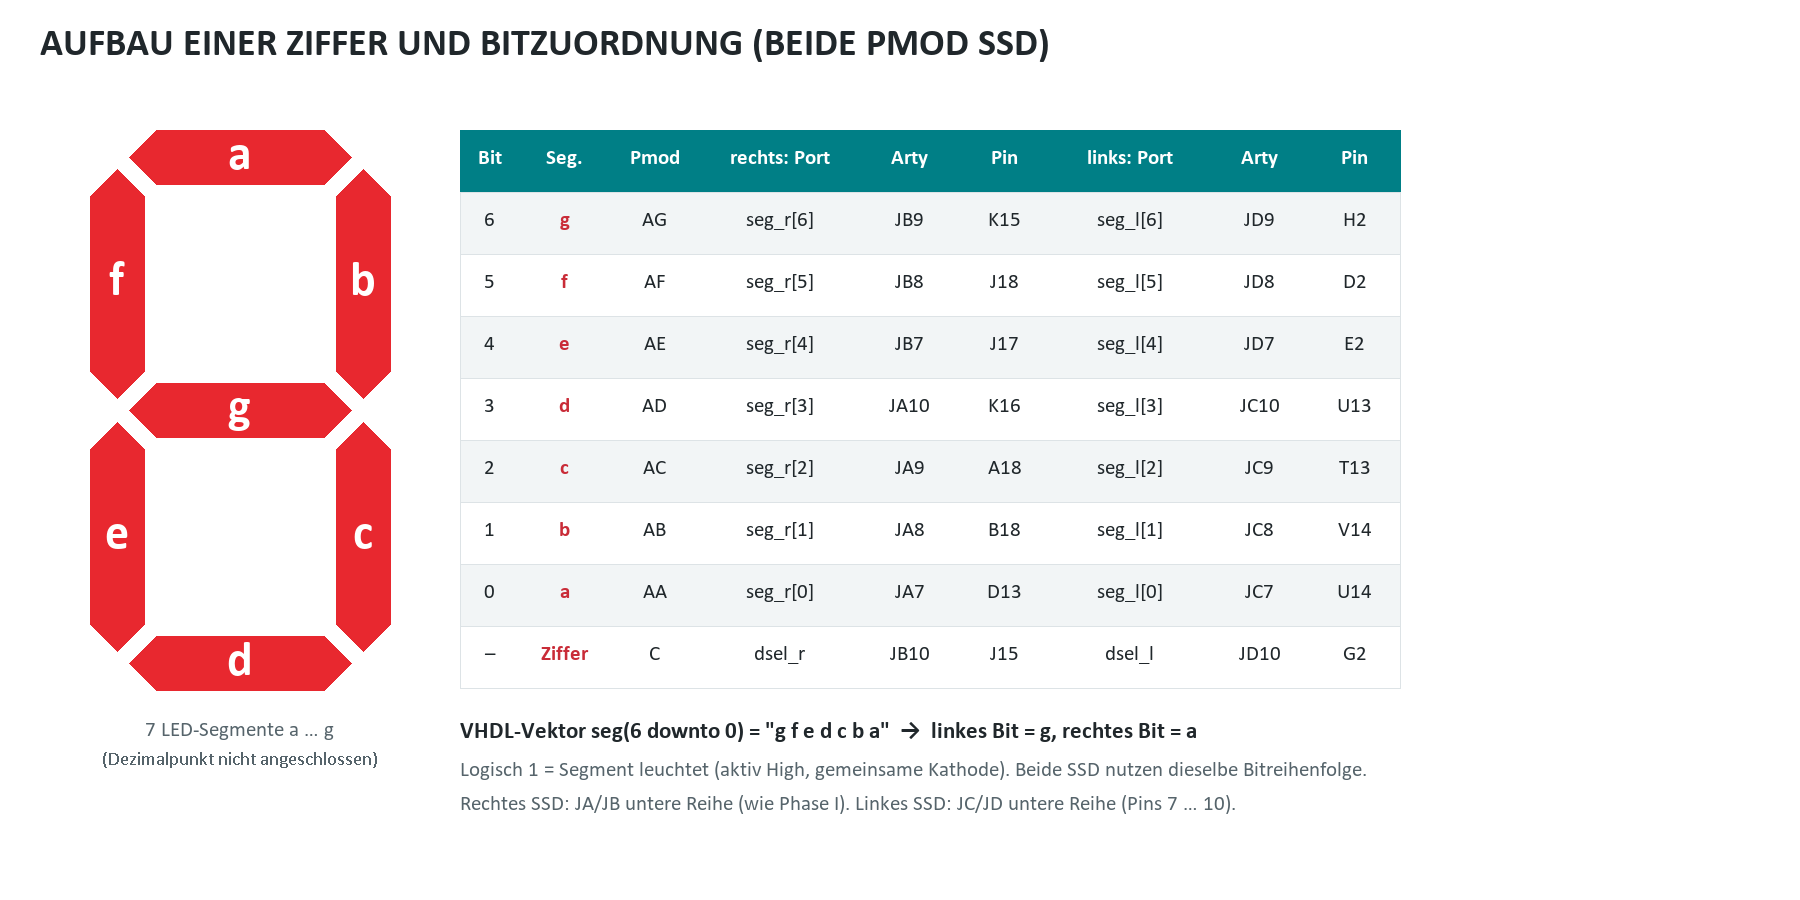 AUFBAU EINER ZIFFER UND BITZUORDNUNG (BEIDE PMOD SSD)
a
f b
g
e c
d
7 LED-Segmente a ... g
(Dezimalpunkt nicht angeschlossen)
Bit Seg. Pmod rechts: Port Arty Pin links: Port Arty Pin
6 g AG seg_r[6] JB9 K15 seg_l[6] JD9 H2
5 f AF seg_r[5] JB8 J18 seg_l[5] JD8 D2
4 e AE seg_r[4] JB7 J17 seg_l[4] JD7 E2
3 d AD seg_r[3] JA10 K16 seg_l[3] JC10 U13
2 c AC seg_r[2] JA9 A18 seg_l[2] JC9 T13
1 b AB seg_r[1] JA8 B18 seg_l[1] JC8 V14
0 a AA seg_r[0] JA7 D13 seg_l[0] JC7 U14
– Ziffer C dsel_r JB10 J15 dsel_l JD10 G2
VHDL-Vektor seg(6 downto 0) = "g f e d c b a" → linkes Bit = g, rechtes Bit = a
Logisch 1 = Segment leuchtet (aktiv High, gemeinsame Kathode). Beide SSD nutzen dieselbe Bitreihenfolge.
Rechtes SSD: JA/JB untere Reihe (wie Phase I). Linkes SSD: JC/JD untere Reihe (Pins 7 ... 10).